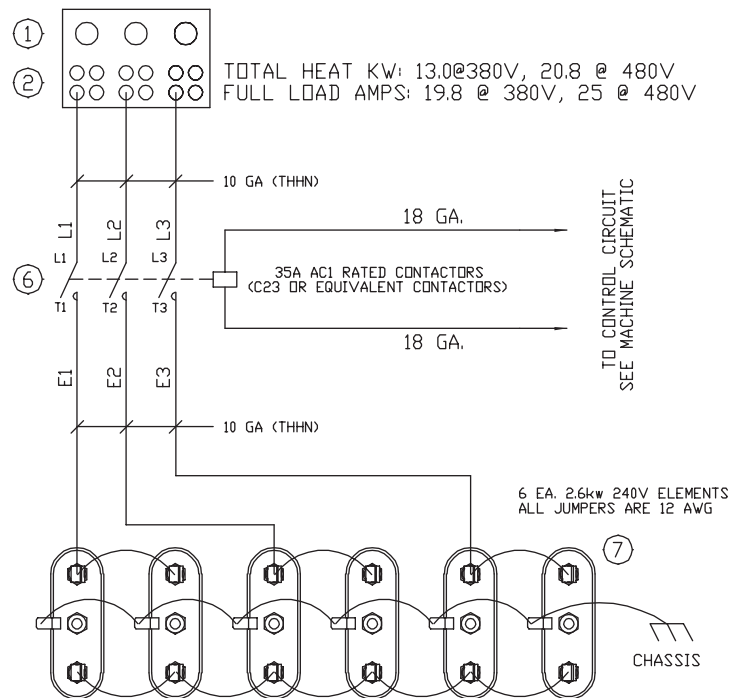 1
2
TOTAL HEAT KW: 13.0@380V, 20.8 @ 480V
FULL LOAD AMPS: 19.8 @ 380V, 25 @ 480V
10 GA (THHN)
L1 L2 L3
18 GA.
L1 L2 L3
6
35A AC1 RATED CONTACTORS
(C23 OR EQUIVALENT CONTACTORS)
T1 T2 T3
18 GA.
TO CONTROL CIRCUIT
SEE MACHINE SCHEMATIC
E1 E2 E3
10 GA (THHN)
6 EA. 2.6kw 240V ELEMENTS
ALL JUMPERS ARE 12 AWG
7
CHASSIS